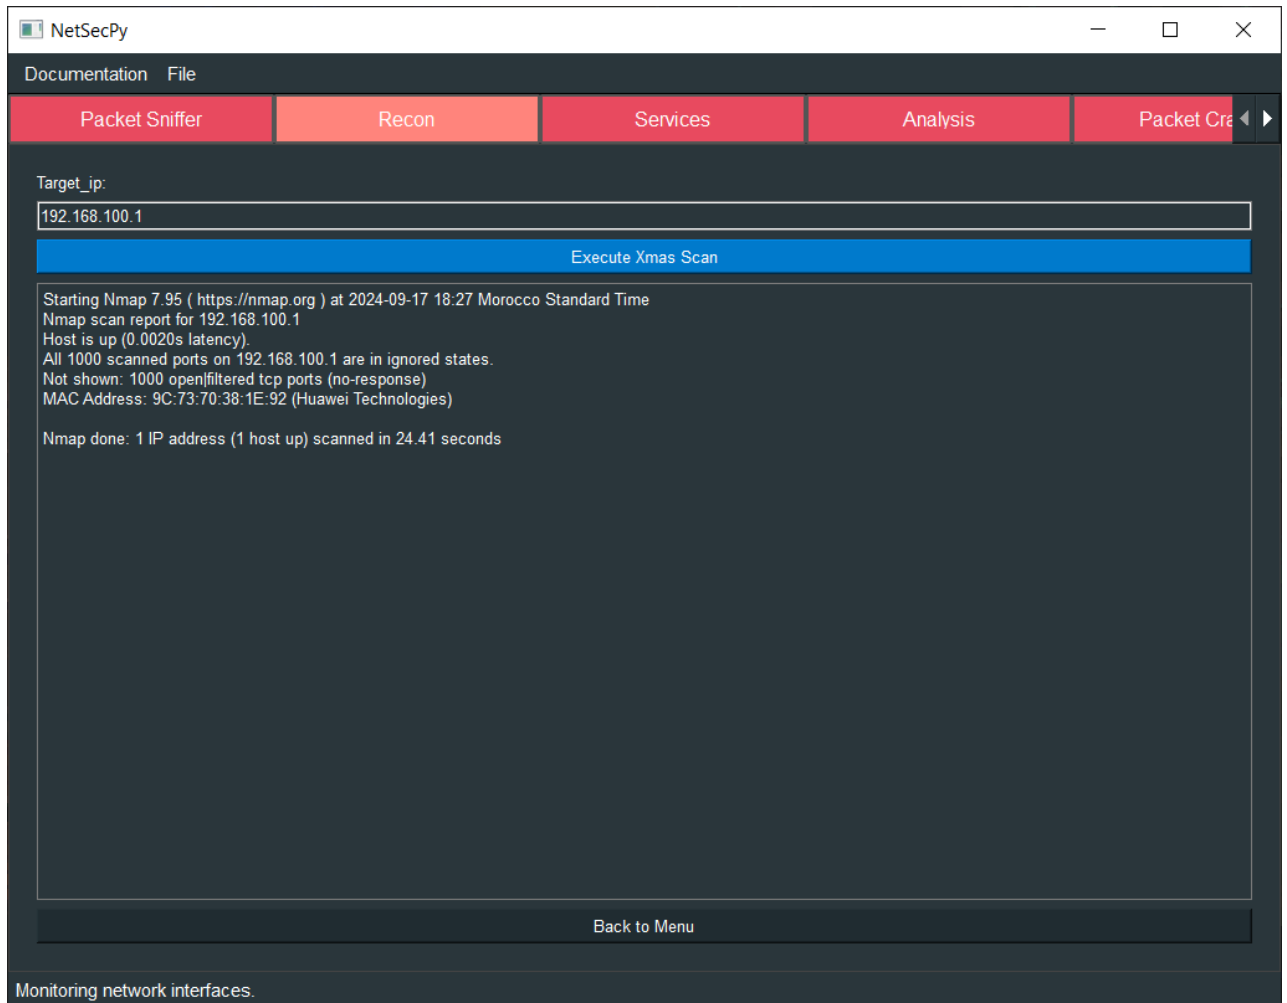 NetSecPy
Documentation File
Packet Sniffer Recon Services Analysis Packet Cra
Target_ip:
192.168.100.1
Execute Xmas Scan
Starting Nmap 7.95 ( https://nmap.org ) at 2024-09-17 18:27 Morocco Standard Time
Nmap scan report for 192.168.100.1
Host is up (0.0020s latency).
All 1000 scanned ports on 192.168.100.1 are in ignored states.
Not shown: 1000 open|filtered tcp ports (no-response)
MAC Address: 9C:73:70:38:1E:92 (Huawei Technologies)
Nmap done: 1 IP address (1 host up) scanned in 24.41 seconds
Back to Menu
Monitoring network interfaces.